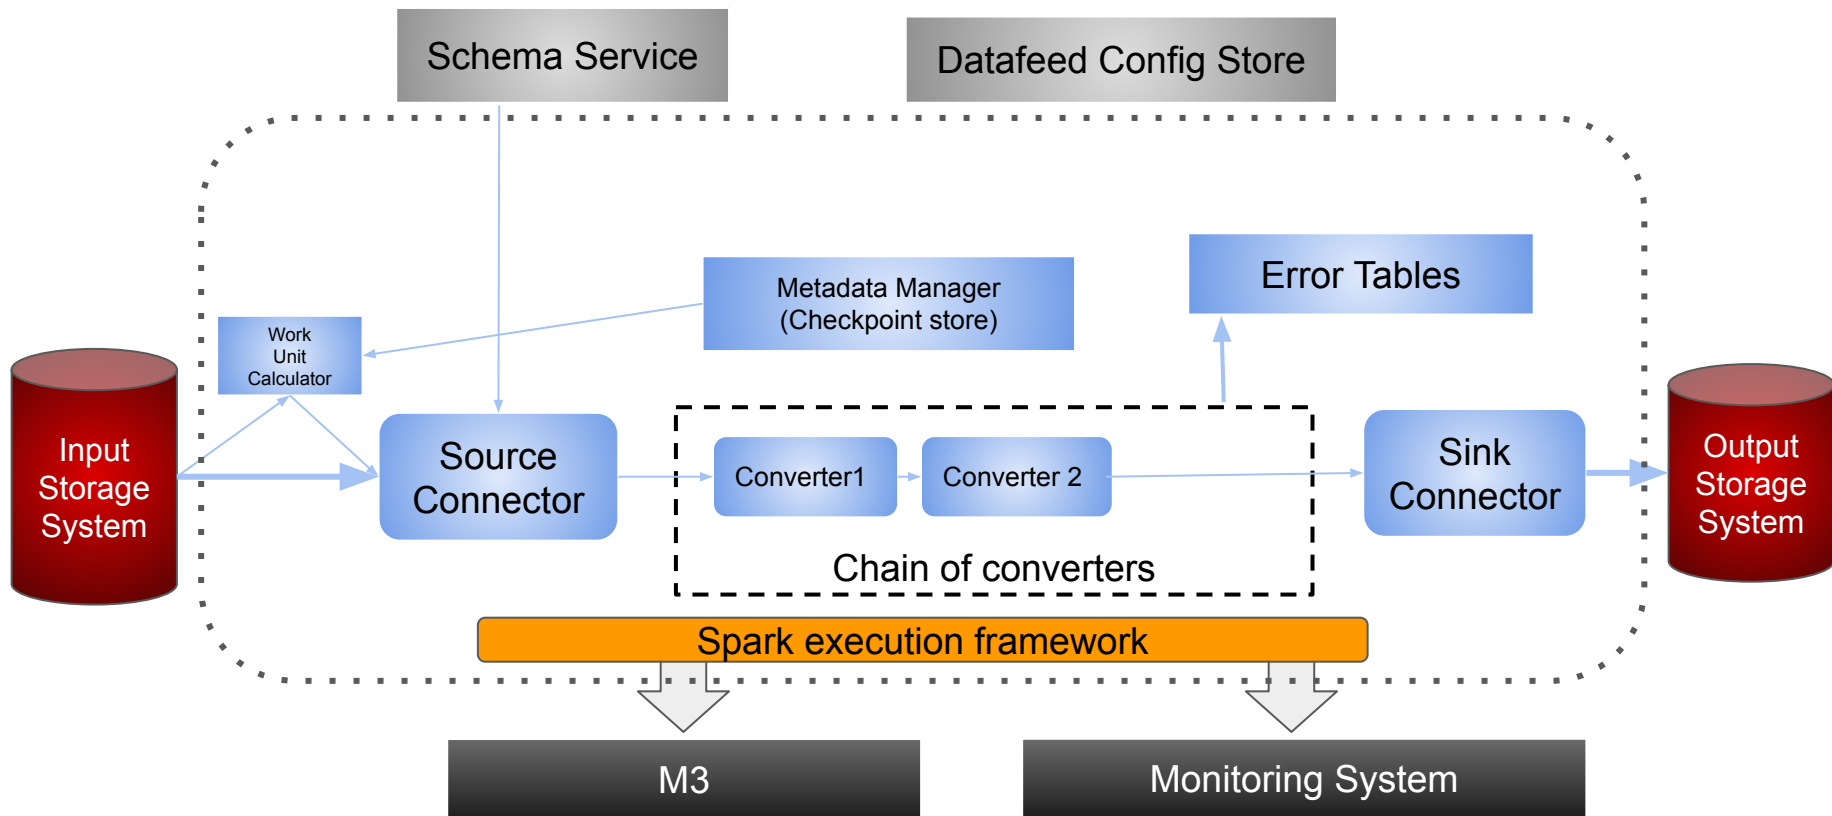 Schema Service
Datafeed Config Store
Error Tables
Metadata Manager
(Checkpoint store)
Work
Unit
Calculator
Input
Storage
System
Source
Connector
Converter1
Converter 2
Sink
Connector
Output
Storage
System
Chain of converters
Spark execution framework
M3
Monitoring System